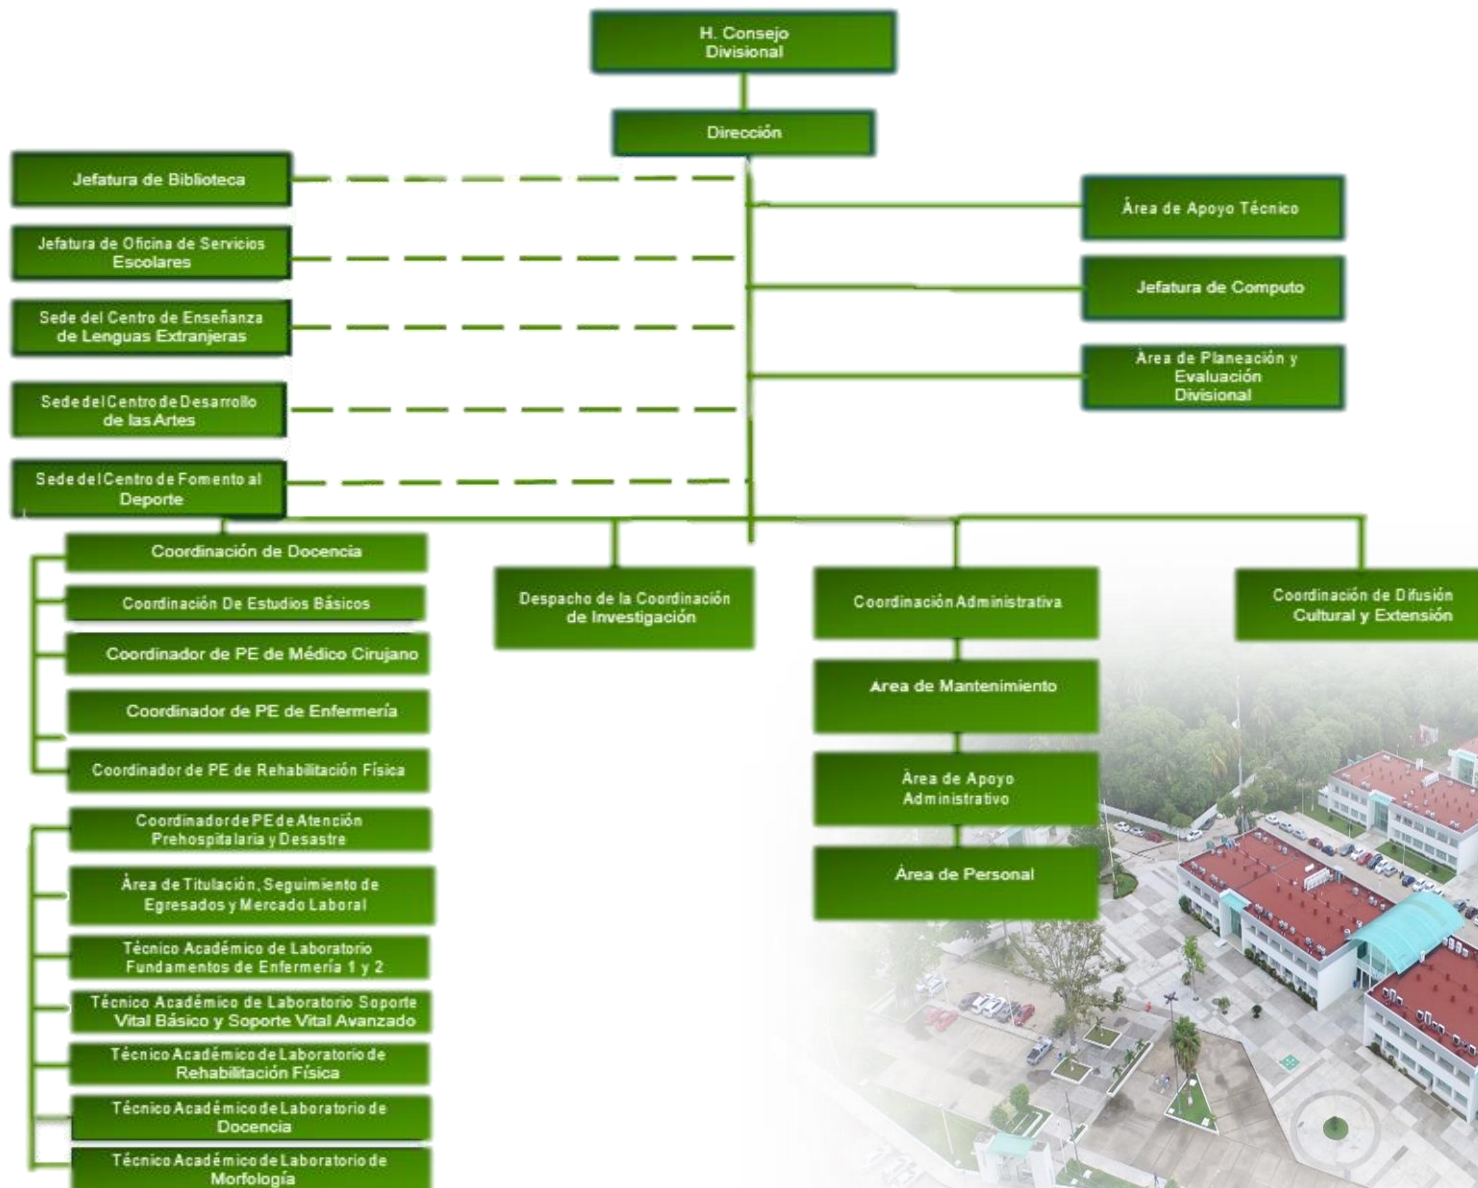 H. Consejo
Divisional
Dirección
Jefatura de Biblioteca
Jefatura de Oficina de Servicios
Escolares
Sede del Centro de Enseñanza
de Lenguas Extranjeras
Sede del Centro de Desarrollo
de las Artes
Sede del Centro de Fomento al
Deporte
Área de Apoyo Técnico
Jefatura de Computo
Área de Planeación y
Evaluación
Divisional
Coordinación de Docencia
Coordinación De Estudios Básicos
Coordinador de PE de Médico Cirujano
Coordinador de PE de Enfermería
Coordinador de PE de Rehabilitación Física
Coordinador de PE de Atención
Prehospitalaria y Desastre
Área de Titulación, Seguimiento de
Egresados y Mercado Laboral
Técnico Académico de Laboratorio
Fundamentos de Enfermería 1 y 2
Técnico Académico de Laboratorio Soporte
Vital Básico y Soporte Vital Avanzado
Técnico Académico de Laboratorio de
Rehabilitación Física
Técnico Académico de Laboratorio de
Docencia
Técnico Académico de Laboratorio de
Morfología
Despacho de la Coordinación
de Investigación
Coordinación Administrativa
Area de Mantenimiento
Área de Apoyo
Administrativo
Área de Personal
Coordinación de Difusión
Cultural y Extensión